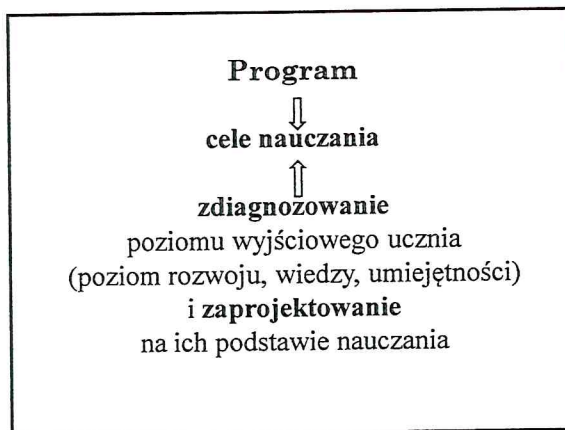 Program
⇩
cele nauczania
⇧
zdiagnozowanie
poziomu wyjściowego ucznia
(poziom rozwoju, wiedzy, umiejętności)
i zaprojektowanie
na ich podstawie nauczania